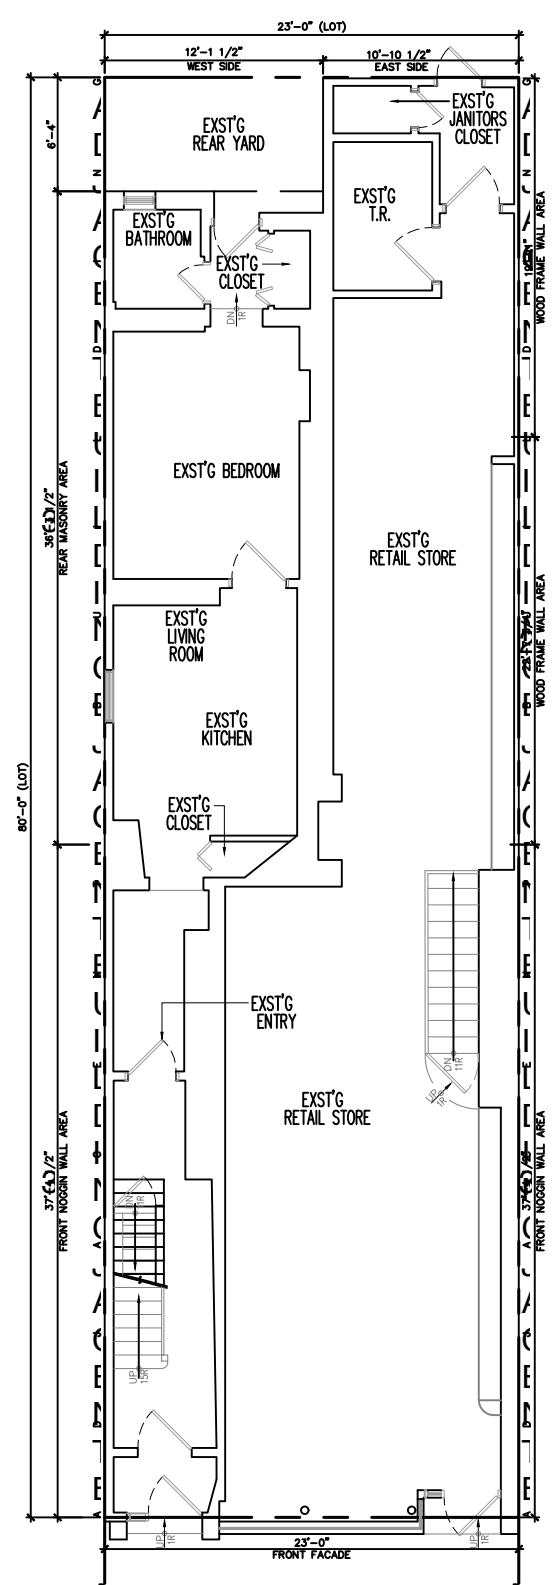 23'-0" (LOT)
12'-1 1/2"
WEST SIDE
10'-10 1/2"
EAST SIDE
6'-4"
EXST'G
REAR YARD
EXST'G
JANITORS
CLOSET
EXST'G
BATHROOM
EXST'G
T.R.
EXST'G
CLOSET
DN
1R
WOOD FRAME WALL AREA
EXST'G BEDROOM
REAR MASONRY AREA
EXST'G
RETAIL STORE
EXST'G
LIVING
ROOM
WOOD FRAME WALL AREA
EXST'G
KITCHEN
80'-0" (LOT)
EXST'G
CLOSET
EXST'G
ENTRY
DN
11R
UP
1R
EXST'G
RETAIL STORE
FRONT NOGGIN WALL AREA
FRONT NOGGIN WALL AREA
DN
1R
UP
15R
UP
1R
UP
1R
23'-0"
FRONT FACADE